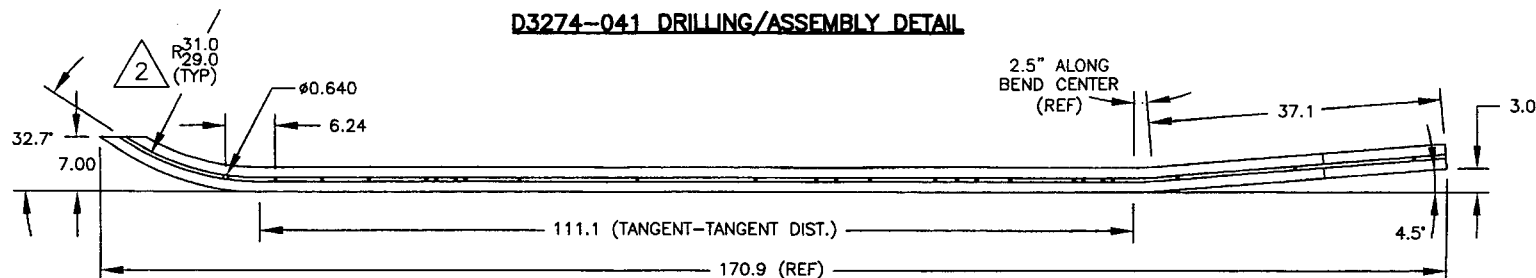 D3274-041 DRILLING/ASSEMBLY DETAIL
2
R31.0
29.0
(TYP)
ø0.640
6.24
2.5" ALONG
BEND CENTER
(REF)
37.1
3.0
32.7°
7.00
111.1 (TANGENT-TANGENT DIST.)
4.5°
170.9 (REF)